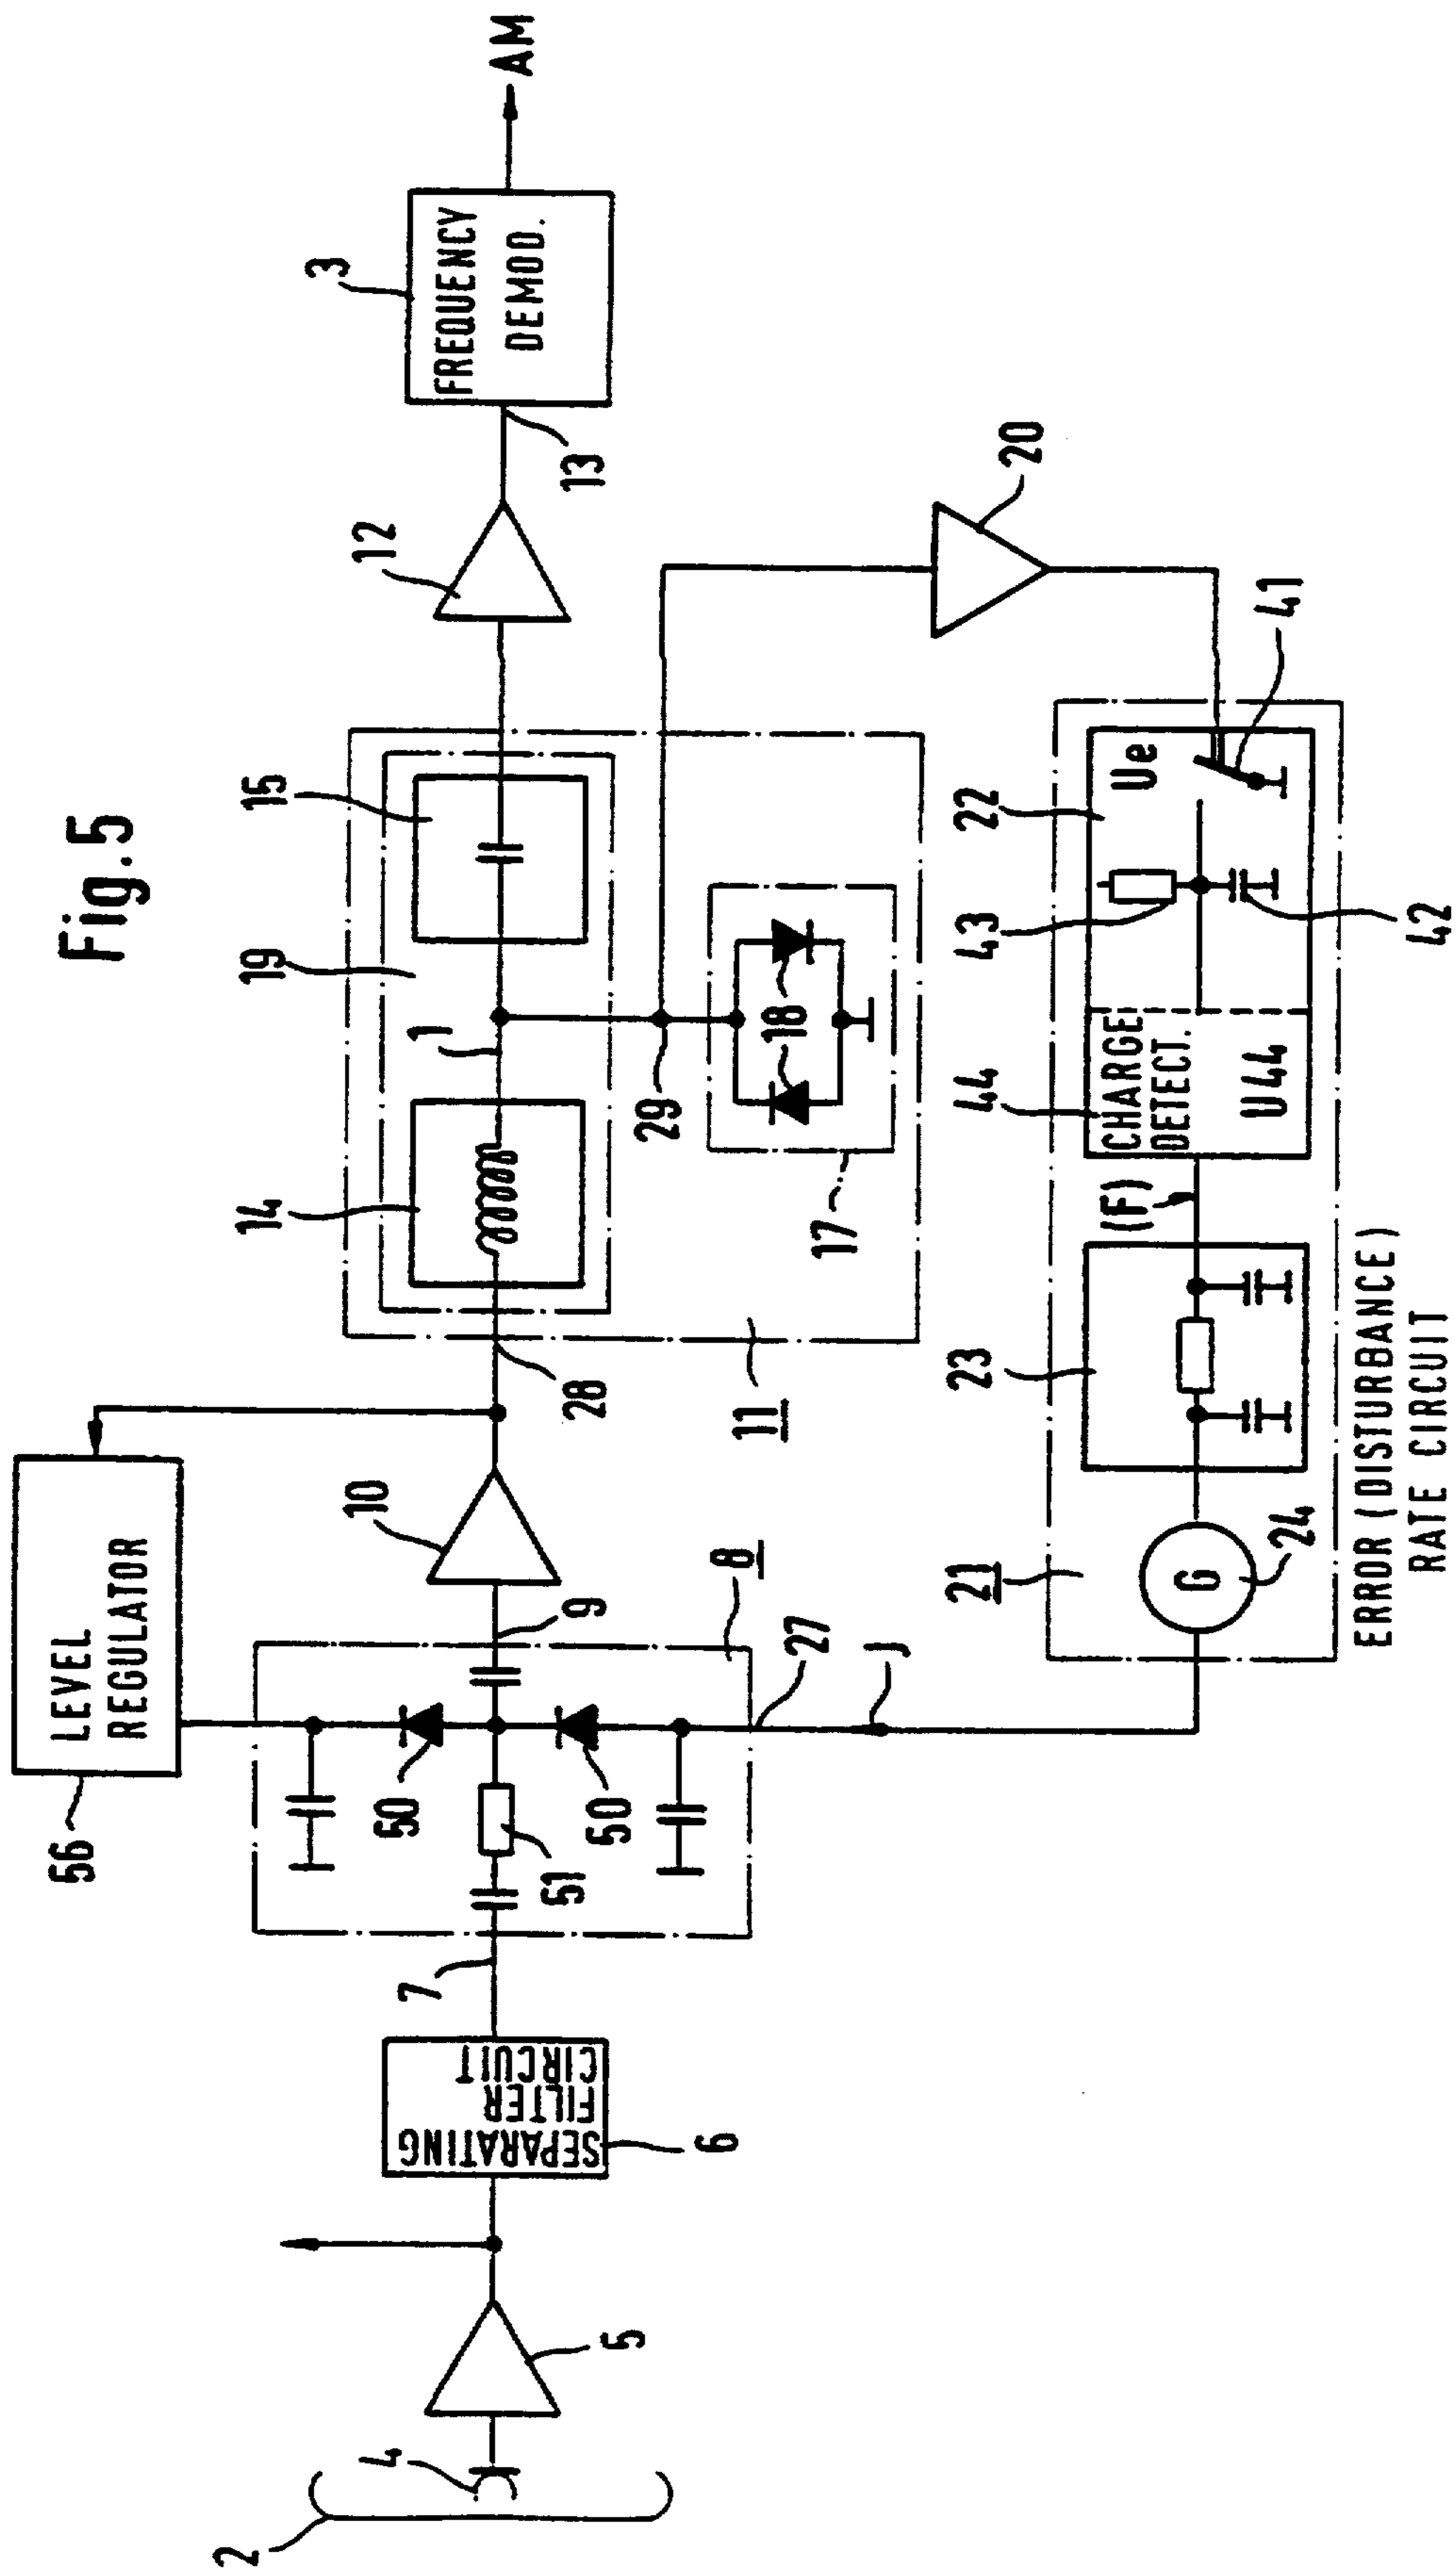 Fig.5
56
LEVEL
REGULATOR
2
4
5
SEPARATING
FILTER
CIRCUIT
6
7
50
51
50
8
9
10
27
J
28
11
14
1
19
15
29
18
17
12
13
3
FREQUENCY
DEMOD.
AM
20
41
22
Ue
43
42
44
CHARGE
DETECT.
U44
(F)
23
21
G
24
ERROR (DISTURBANCE)
RATE CIRCUIT